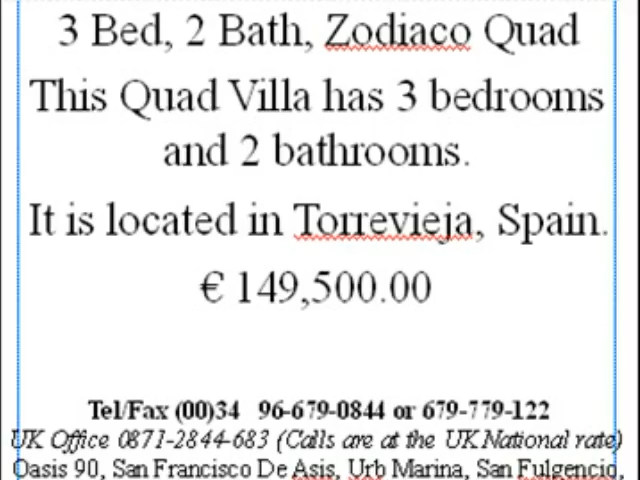 3 Bed, 2 Bath, Zodiaco Quad
This Quad Villa has 3 bedrooms
and 2 bathrooms.
It is located in Torrevieja, Spain.
€ 149,500.00
Tel/Fax (00)34 96-679-0844 or 679-779-122
UK Office 0871-2844-683 (Calls are at the UK National rate)
Oasis 90, San Francisco De Asis, Urb Marina, San Fulgencio,